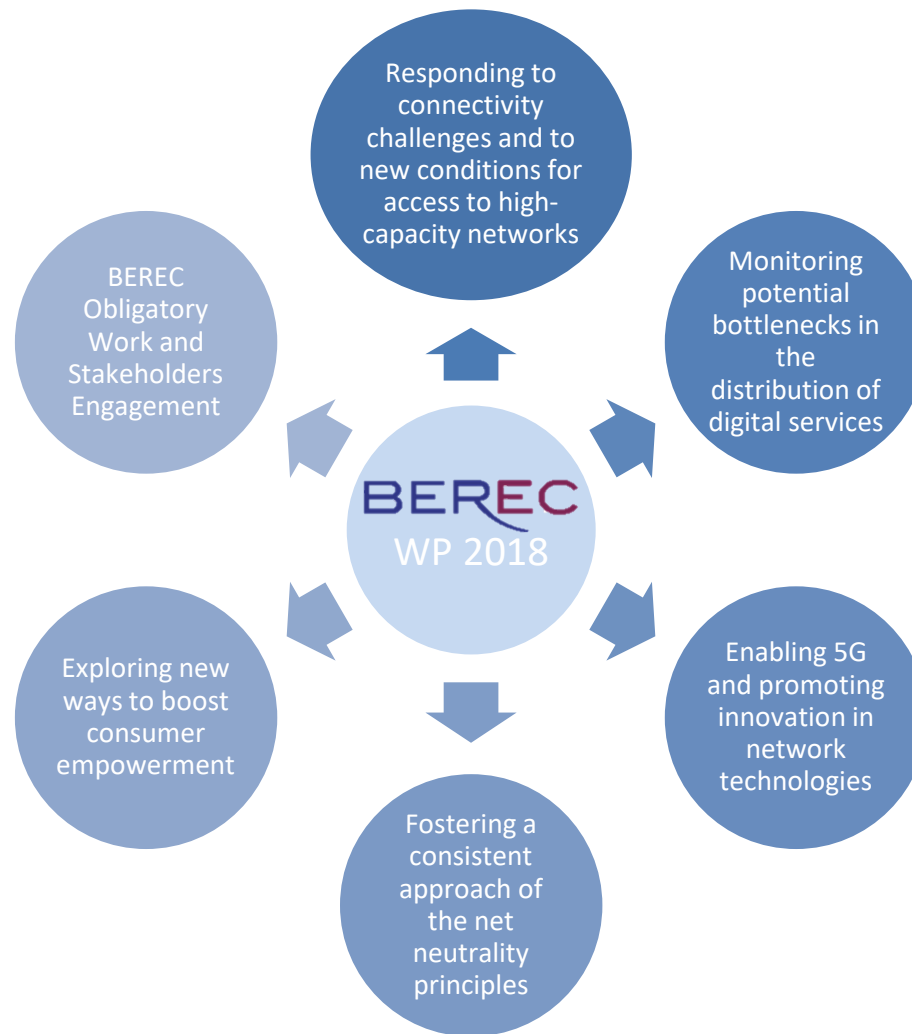 Responding to
connectivity
challenges and to
new conditions for
access to high-
capacity networks
Monitoring
potential
bottlenecks in
the
distribution of
digital services
Enabling 5G
and promoting
innovation in
network
technologies
Fostering a
consistent
approach of
the net
neutrality
principles
Exploring new
ways to boost
consumer
empowerment
BEREC
Obligatory
Work and
Stakeholders
Engagement
BEREC
WP 2018